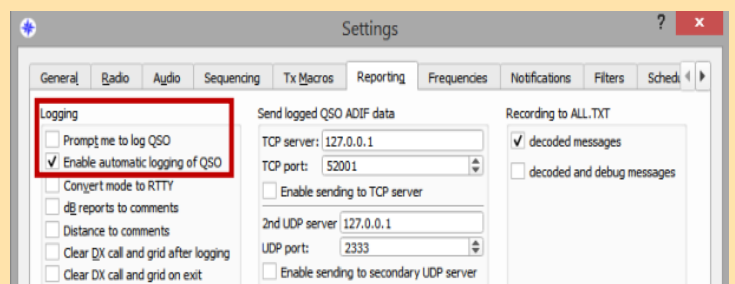 Settings
?
x
General Radio Audio Sequencing Tx Macros Reporting Frequencies Notifications Filters
Logging
Prompt me to log QSO
Enable automatic logging of QSO
Convert mode to RTTY
dB reports to comments
Distance to comments
Clear DX call and grid after logging
Clear DX call and grid on exit
Send logged QSO ADIF data
TCP server: 127.0.0.1
TCP port: 52001
Enable sending to TCP server
2nd UDP server 127.0.0.1
UDP port: 2333
Enable sending to secondary UDP server
Recording to ALL.TXT
decoded messages
decoded and debug messages